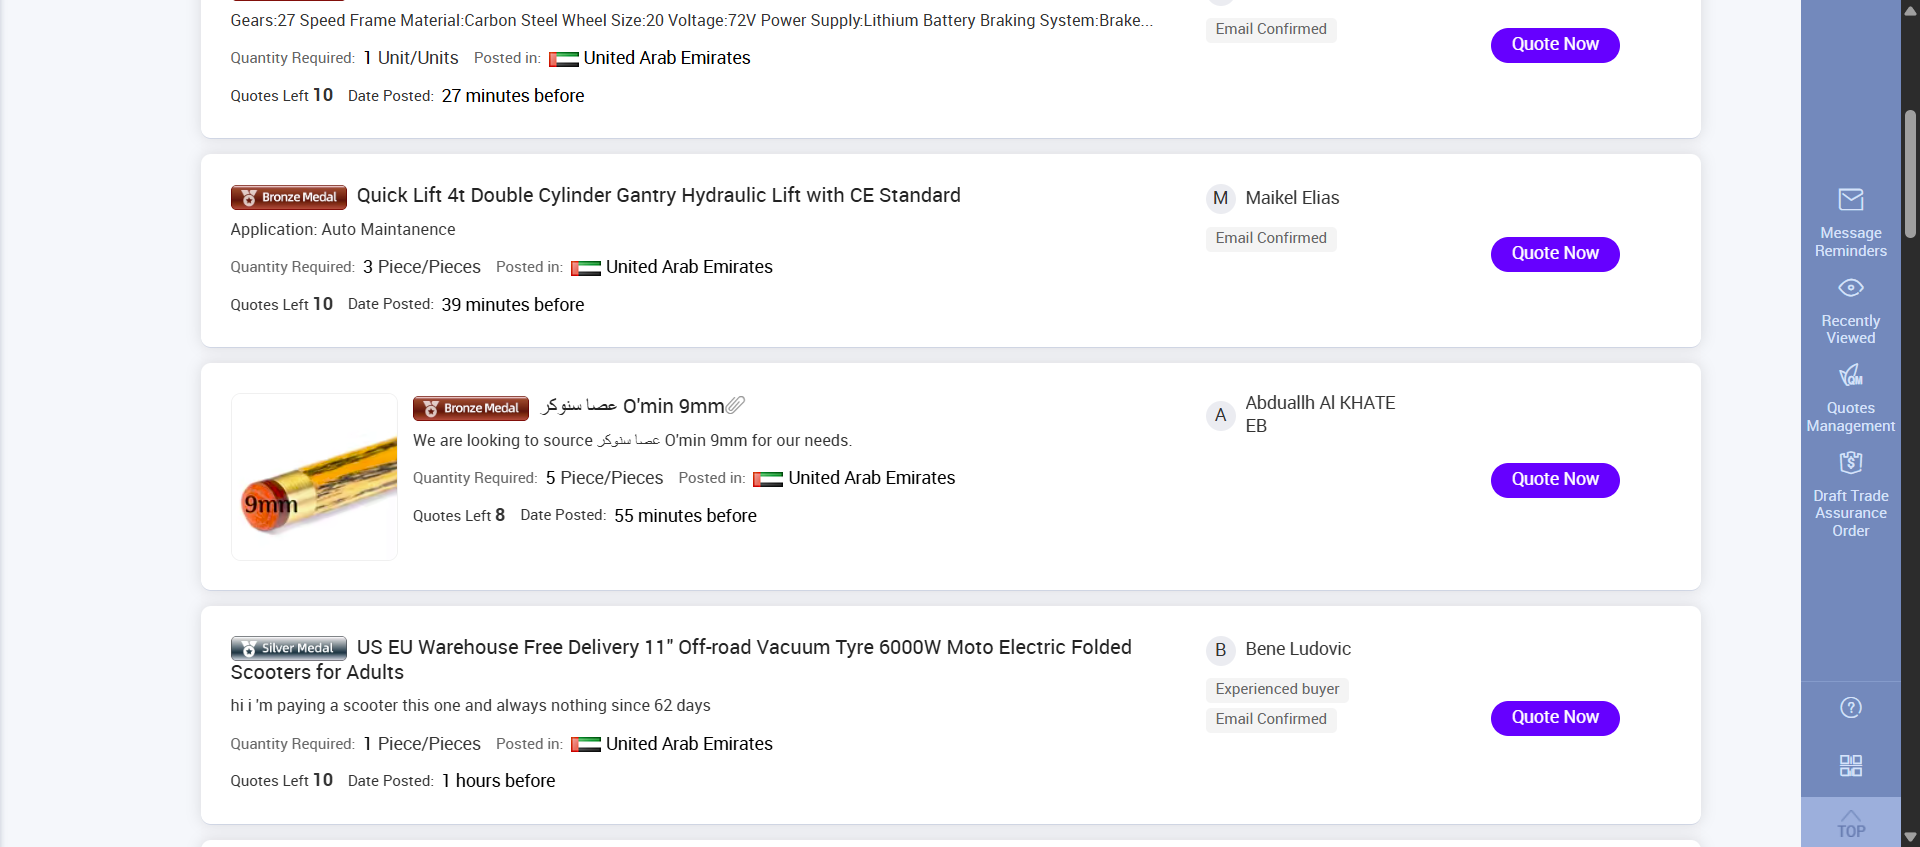 Gears:27 Speed Frame Material:Carbon Steel Wheel Size:20 Voltage:72V Power Supply:Lithium Battery Braking System:Brake...
Email Confirmed
Quantity Required: 1 Unit/Units Posted in: United Arab Emirates
Quote Now
Quotes Left 10 Date Posted: 27 minutes before
Bronze Medal Quick Lift 4t Double Cylinder Gantry Hydraulic Lift with CE Standard
M Maikel Elias
Application: Auto Maintanence
Email Confirmed
Quantity Required: 3 Piece/Pieces Posted in: United Arab Emirates
Quote Now
Quotes Left 10 Date Posted: 39 minutes before
9mm
Bronze Medal عصا سنوكر O'min 9mm
A Abduallh Al KHATE
EB
We are looking to source عصا سنوكر O'min 9mm for our needs.
Quantity Required: 5 Piece/Pieces Posted in: United Arab Emirates
Quote Now
Quotes Left 8 Date Posted: 55 minutes before
Silver Medal US EU Warehouse Free Delivery 11" Off-road Vacuum Tyre 6000W Moto Electric Folded
Scooters for Adults
B Bene Ludovic
hi i 'm paying a scooter this one and always nothing since 62 days
Experienced buyer
Email Confirmed
Quantity Required: 1 Piece/Pieces Posted in: United Arab Emirates
Quote Now
Quotes Left 10 Date Posted: 1 hours before
Message
Reminders
Recently
Viewed
QM
Quotes
Management
Draft Trade
Assurance
Order
TOP